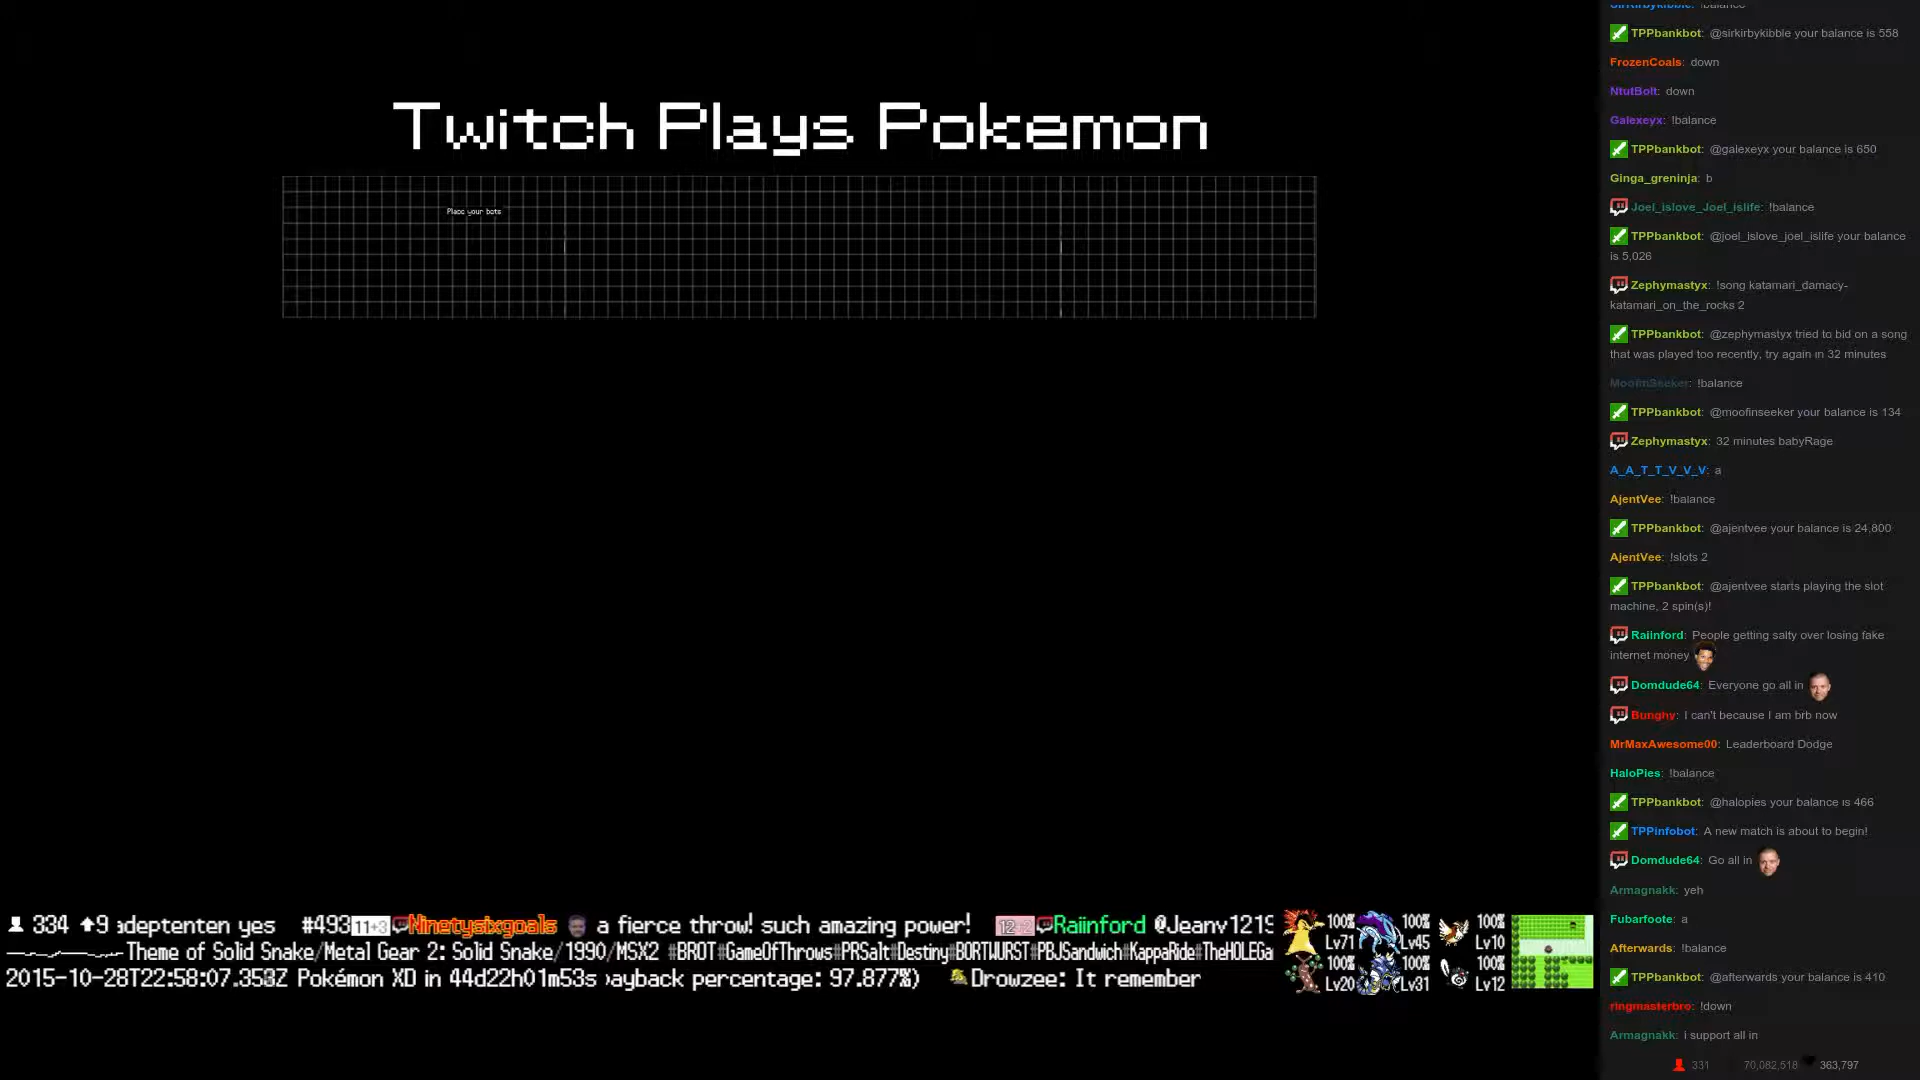 Twitch Plays Pokemon
Place your bets
334 9 adeptenten yes #493 11+3 Ninetysixgoals a fierce throw! such amazing power! Raiinford @Jeanv1219
Theme of Solid Snake/Metal Gear 2: Solid Snake/1990/MSX2 #BROT#GameOfThrows#PRSalt#Destiny#BORTWURST#PBJSandwich#KappaRide#TheHOLEGa
2015-10-28T22:58:07.358Z Pokémon XD in 44d22h01m53s payback percentage: 97.877%) Drowzee: It remember
100% 100% 100%
Lv71 Lv45 Lv10
100% 100% 100%
Lv20 Lv31 Lv12
SirKirbykibble: !balance
TPPbankbot: @sirkirbykibble your balance is 558
FrozenCoals: down
NtutBolt: down
Galexeyx: !balance
TPPbankbot: @galexeyx your balance is 650
Ginga_greninja: b
Joel_islove_Joel_islife: !balance
TPPbankbot: @joel_islove_joel_islife your balance
is 5,026
Zephymastyx: !song katamari_damacy-
katamari_on_the_rocks 2
TPPbankbot: @zephymastyx tried to bid on a song
that was played too recently, try again in 32 minutes
MoofinSeeker: !balance
TPPbankbot: @moofinseeker your balance is 134
Zephymastyx: 32 minutes babyRage
A_A_T_T_V_V_V: a
AjentVee: !balance
TPPbankbot: @ajentvee your balance is 24,800
AjentVee: !slots 2
TPPbankbot: @ajentvee starts playing the slot
machine, 2 spin(s)!
Raiinford: People getting salty over losing fake
internet money
Domdude64: Everyone go all in
Bunghy: I can't because I am brb now
MrMaxAwesome00: Leaderboard Dodge
HaloPies: !balance
TPPbankbot: @halopies your balance is 466
TPPinfobot: A new match is about to begin!
Domdude64: Go all in
Armagnakk: yeh
Fubarfoote: a
Afterwards: !balance
TPPbankbot: @afterwards your balance is 410
ringmasterbro: !down
Armagnakk: i support all in
331 70,082,518 363,797